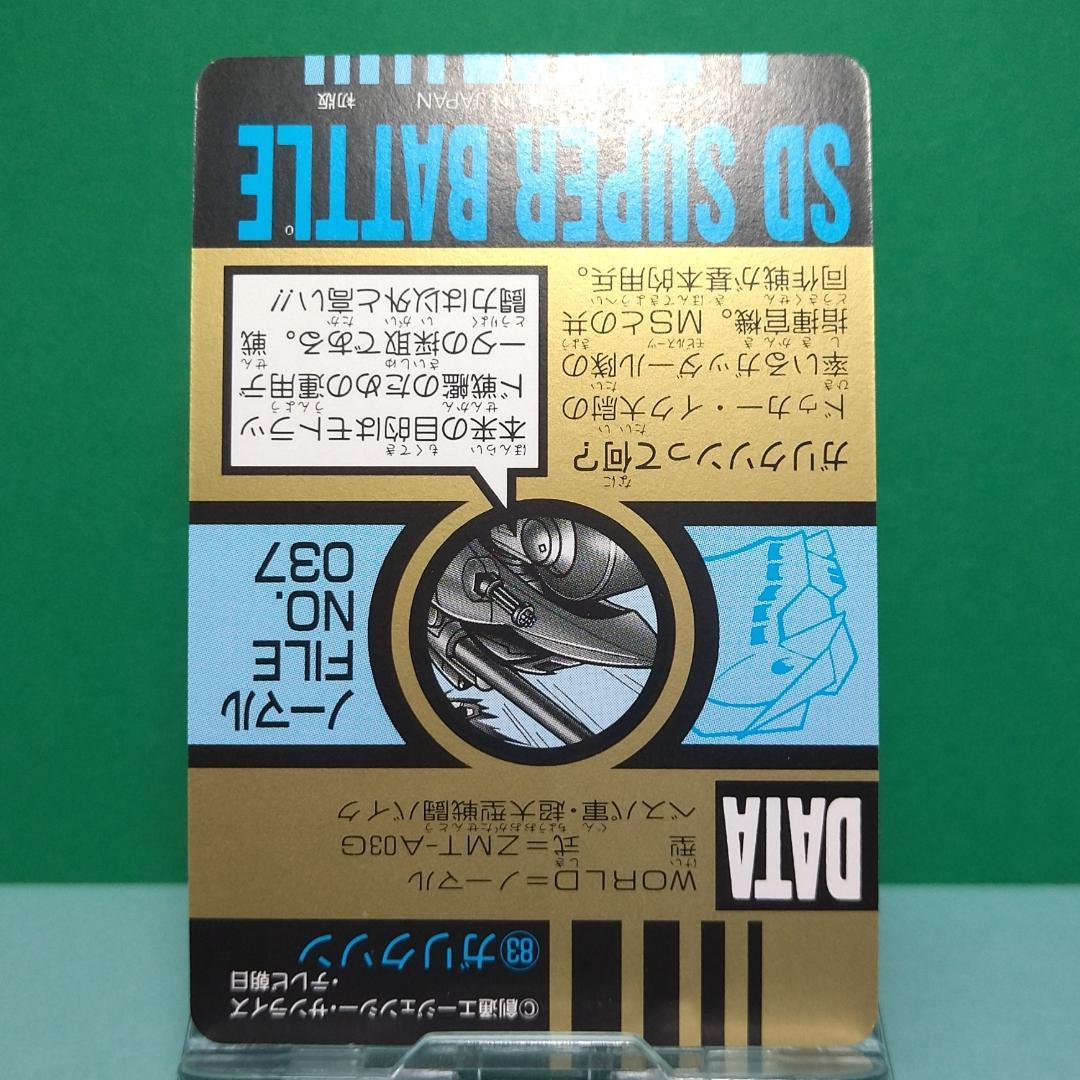 ©創通エージェンシー・サンライズ
・テレビ朝日
83 ガリクソン
DATA
WORLD=ノーマル
型式=ZMT-A03G
ベスパ軍・超大型戦闘バイク
ノーマル
FILE
NO.
037
ガリクソンって何?
ドゥカー・イク大尉の
率いるガッダール隊の
指揮官機。MSとの共
同作戦が基本的用兵。
本来の目的はモトラッ
ド戦艦のための運用デ
ータの採取である。戦
闘力は以外と高い!!
SD SUPER BATTLE
IN JAPAN
初版